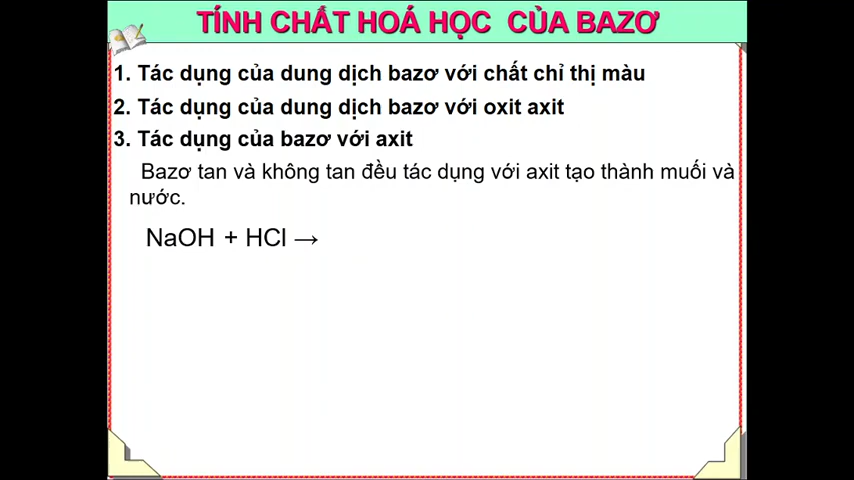 TÍNH CHẤT HOÁ HỌC CỦA BAZƠ
1. Tác dụng của dung dịch bazơ với chất chỉ thị màu
2. Tác dụng của dung dịch bazơ với oxit axit
3. Tác dụng của bazơ với axit
Bazơ tan và không tan đều tác dụng với axit tạo thành muối và
nước.
NaOH + HCl →